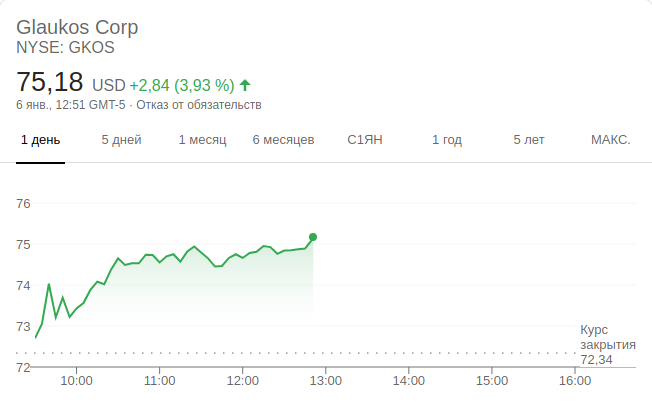 Glaukos Corp
NYSE: GKOS
75,18 USD +2,84 (3,93 %)
6 янв., 12:51 GMT-5 · Отказ от обязательств
1 день 5 дней 1 месяц 6 месяцев С1ЯН 1 год 5 лет МАКС.
76
75
74
73
72
Курс
закрытия
72,34
10:00 11:00 12:00 13:00 14:00 15:00 16:00